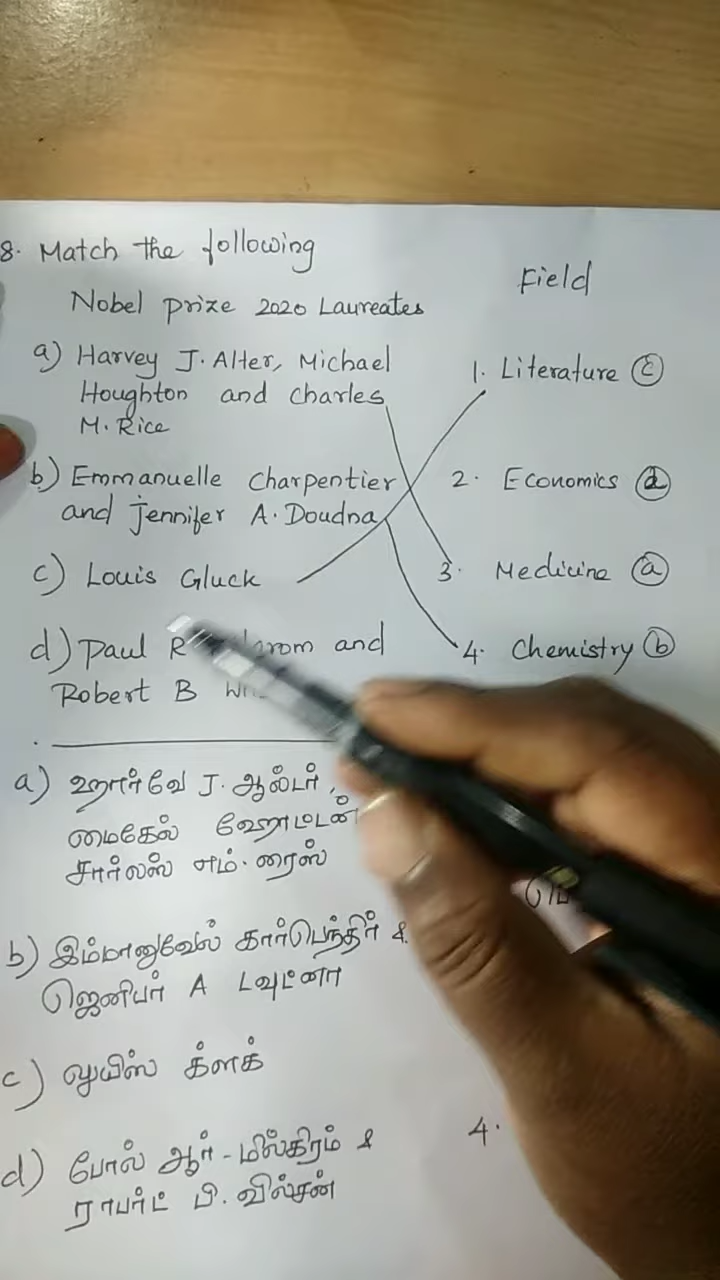 8. Match the following
Nobel prize 2020 Laureates
Field
a) Harvey J. Alter, Michael
Houghton and Charles
M. Rice
1. Literature c
b) Emmanuelle Charpentier
and Jennifer A. Doudna
2. Economics d
c) Louis Gluck
3. Medicine a
d) Paul R and
Robert B
4. Chemistry b
a) ஹார்வே J. ஆல்டர்,
மைகேல் ஹோட்டன்
சார்லஸ் எம். ரைஸ்
b) இம்மானுவேல் கார்பெந்திர் &
ஜெனிபர் A டவுட்னா
c) லுயிஸ் க்ளக்
d) போல் ஆர் - மில்கிரம் &
ராபர்ட் பி. வில்சன்
4.